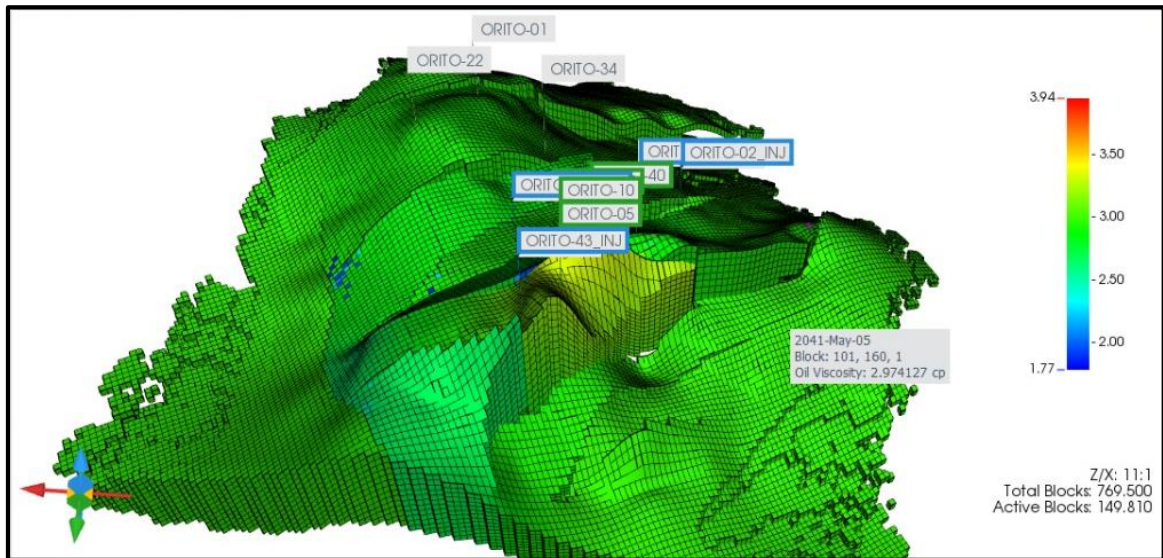 ORITO-01
ORITO-22
ORITO-34
ORIT
ORITO-02_INJ
ORITO
-40
ORITO-10
ORITO-05
ORITO-43_INJ
3.94
3.50
3.00
2.50
2.00
1.77
2041-May-05
Block: 101, 160, 1
Oil Viscosity: 2.974127 cp
Z/X: 11:1
Total Blocks: 769.500
Active Blocks: 149.810